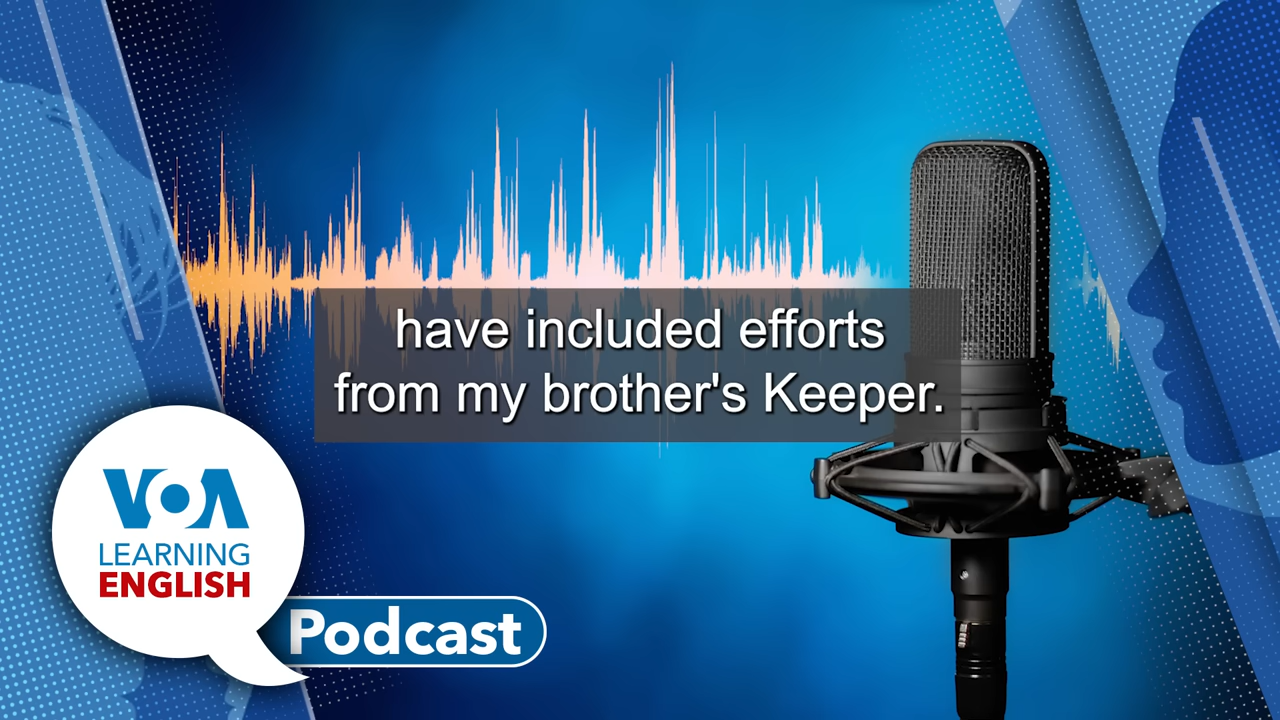 have included efforts
from my brother's Keeper.
VOA
LEARNING
ENGLISH
Podcast